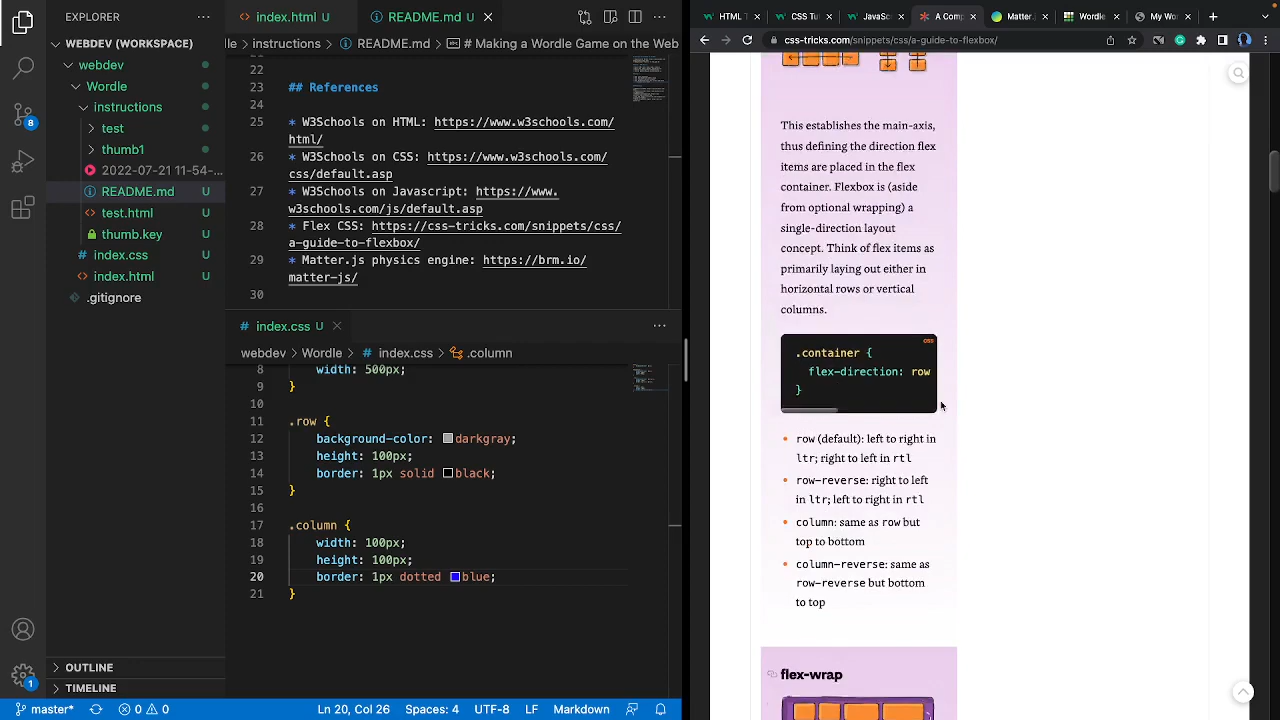 EXPLORER
WEBDEV (WORKSPACE)
webdev
Wordle
instructions
test
thumb1
2022-07-21 11-54-...
README.md U
test.html U
thumb.key U
index.css U
index.html U
.gitignore
OUTLINE
TIMELINE
8
1
index.html U
README.md U
instructions > README.md > # Making a Wordle Game on the Web
22
23 ## References
24
25 * W3Schools on HTML: https://www.w3schools.com/
html/
26 * W3Schools on CSS: https://www.w3schools.com/
css/default.asp
27 * W3Schools on Javascript: https://www.
w3schools.com/js/default.asp
28 * Flex CSS: https://css-tricks.com/snippets/css/
a-guide-to-flexbox/
29 * Matter.js physics engine: https://brm.io/
matter-js/
30
# index.css U
webdev > Wordle > # index.css > .column
8 width: 500px;
9 }
10
11 .row {
12 background-color: darkgray;
13 height: 100px;
14 border: 1px solid black;
15 }
16
17 .column {
18 width: 100px;
19 height: 100px;
20 border: 1px dotted blue;
21 }
master* 0 0 Ln 20, Col 26 Spaces: 4 UTF-8 LF Markdown
HTML T CSS Tu JavaSc A Comp Matter. Wordle My Wor
css-tricks.com/snippets/css/a-guide-to-flexbox/
This establishes the main-axis,
thus defining the direction flex
items are placed in the flex
container. Flexbox is (aside
from optional wrapping) a
single-direction layout
concept. Think of flex items as
primarily laying out either in
horizontal rows or vertical
columns.
CSS
.container {
flex-direction: row
}
row (default): left to right in
ltr; right to left in rtl
row-reverse: right to left
in ltr; left to right in rtl
column: same as row but
top to bottom
column-reverse: same as
row-reverse but bottom
to top
flex-wrap